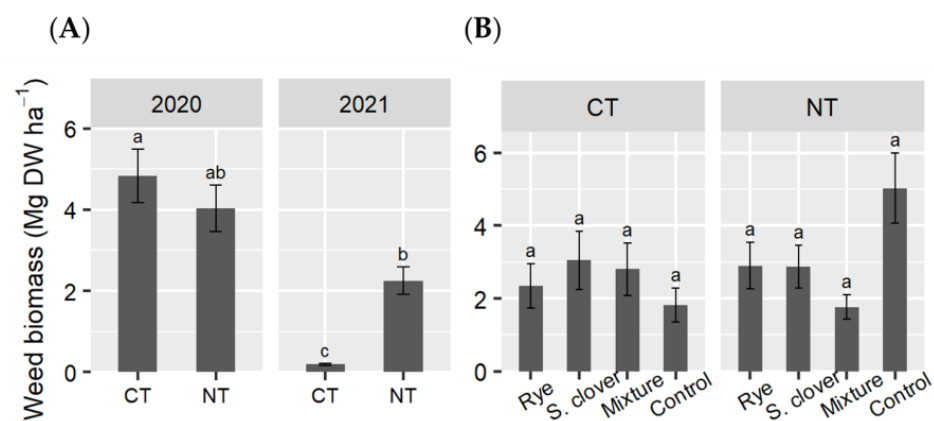 (A)
Weed biomass (Mg DW ha⁻¹)
2020
2021
6
4
2
0
a
ab
c
b
CT
NT
CT
NT
(B)
CT
NT
6
4
2
0
a
a
a
a
a
a
a
a
Rye
S. clover
Mixture
Control
Rye
S. clover
Mixture
Control